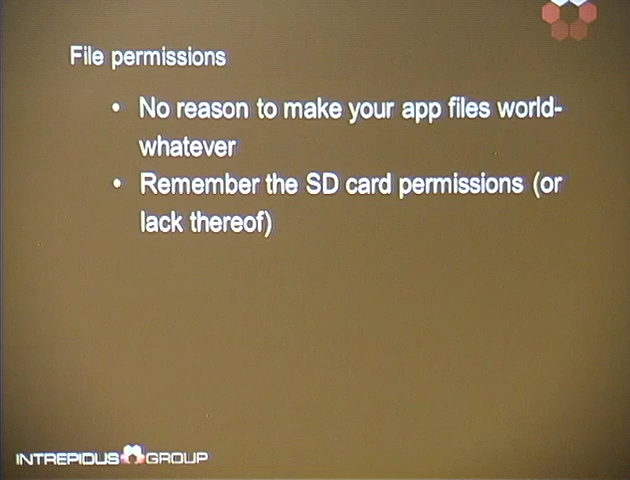 File permissions
• No reason to make your app files world-
whatever
• Remember the SD card permissions (or
lack thereof)
INTREPIDUS GROUP